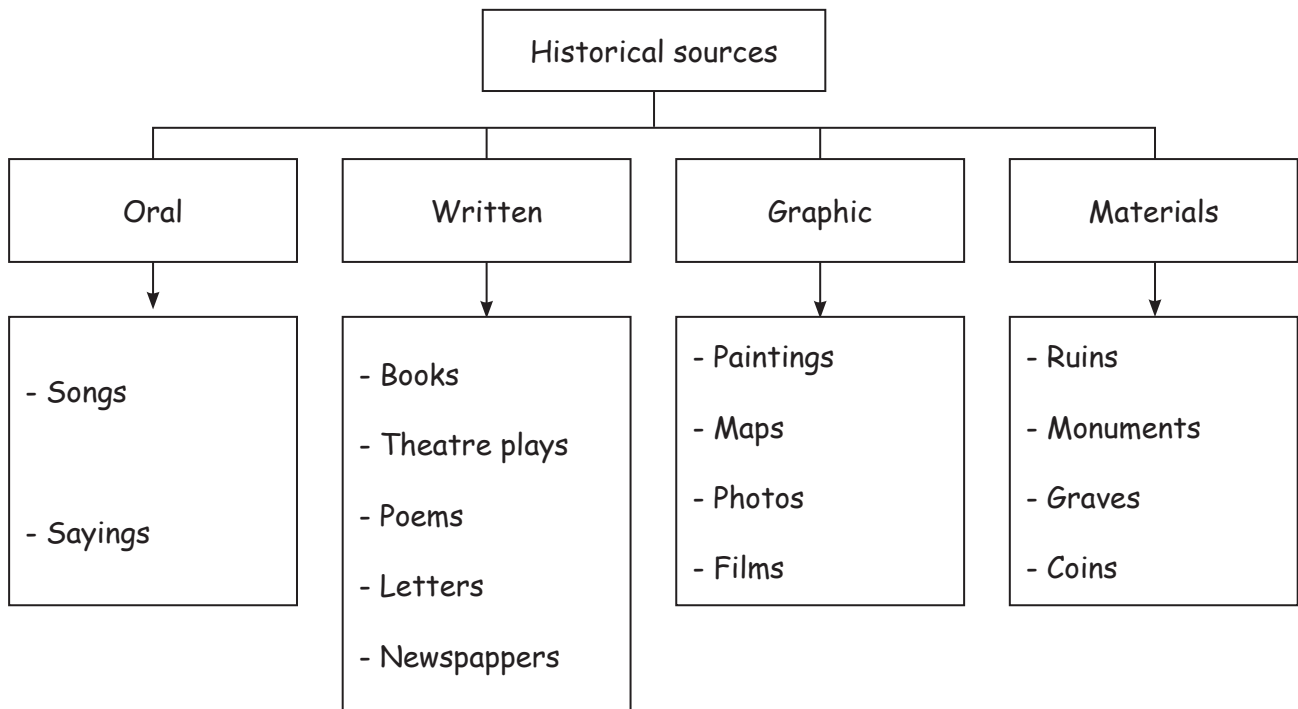 Historical sources
Oral
Written
Graphic
Materials
- Songs
- Sayings
- Books
- Theatre plays
- Poems
- Letters
- Newspappers
- Paintings
- Maps
- Photos
- Films
- Ruins
- Monuments
- Graves
- Coins